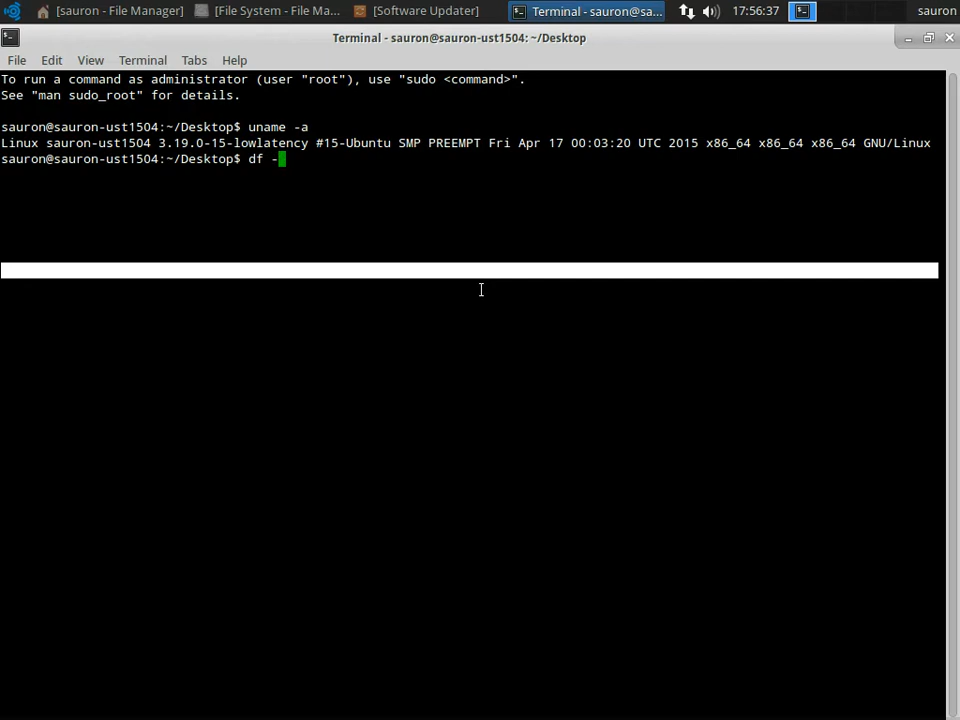 [sauron - File Manager] [File System - File Ma... [Software Updater] Terminal - sauron@sa... 17:56:37 sauron
Terminal - sauron@sauron-ust1504: ~/Desktop
File Edit View Terminal Tabs Help
To run a command as administrator (user "root"), use "sudo <command>".
See "man sudo_root" for details.
sauron@sauron-ust1504:~/Desktop$ uname -a
Linux sauron-ust1504 3.19.0-15-lowlatency #15-Ubuntu SMP PREEMPT Fri Apr 17 00:03:20 UTC 2015 x86_64 x86_64 x86_64 GNU/Linux
sauron@sauron-ust1504:~/Desktop$ df -